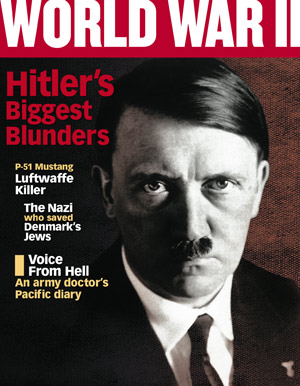 WORLD WAR II
Hitler's
Biggest
Blunders
P-51 Mustang
Luftwaffe
Killer
The Nazi
who saved
Denmark's
Jews
Voice
From Hell
An army doctor's
Pacific diary